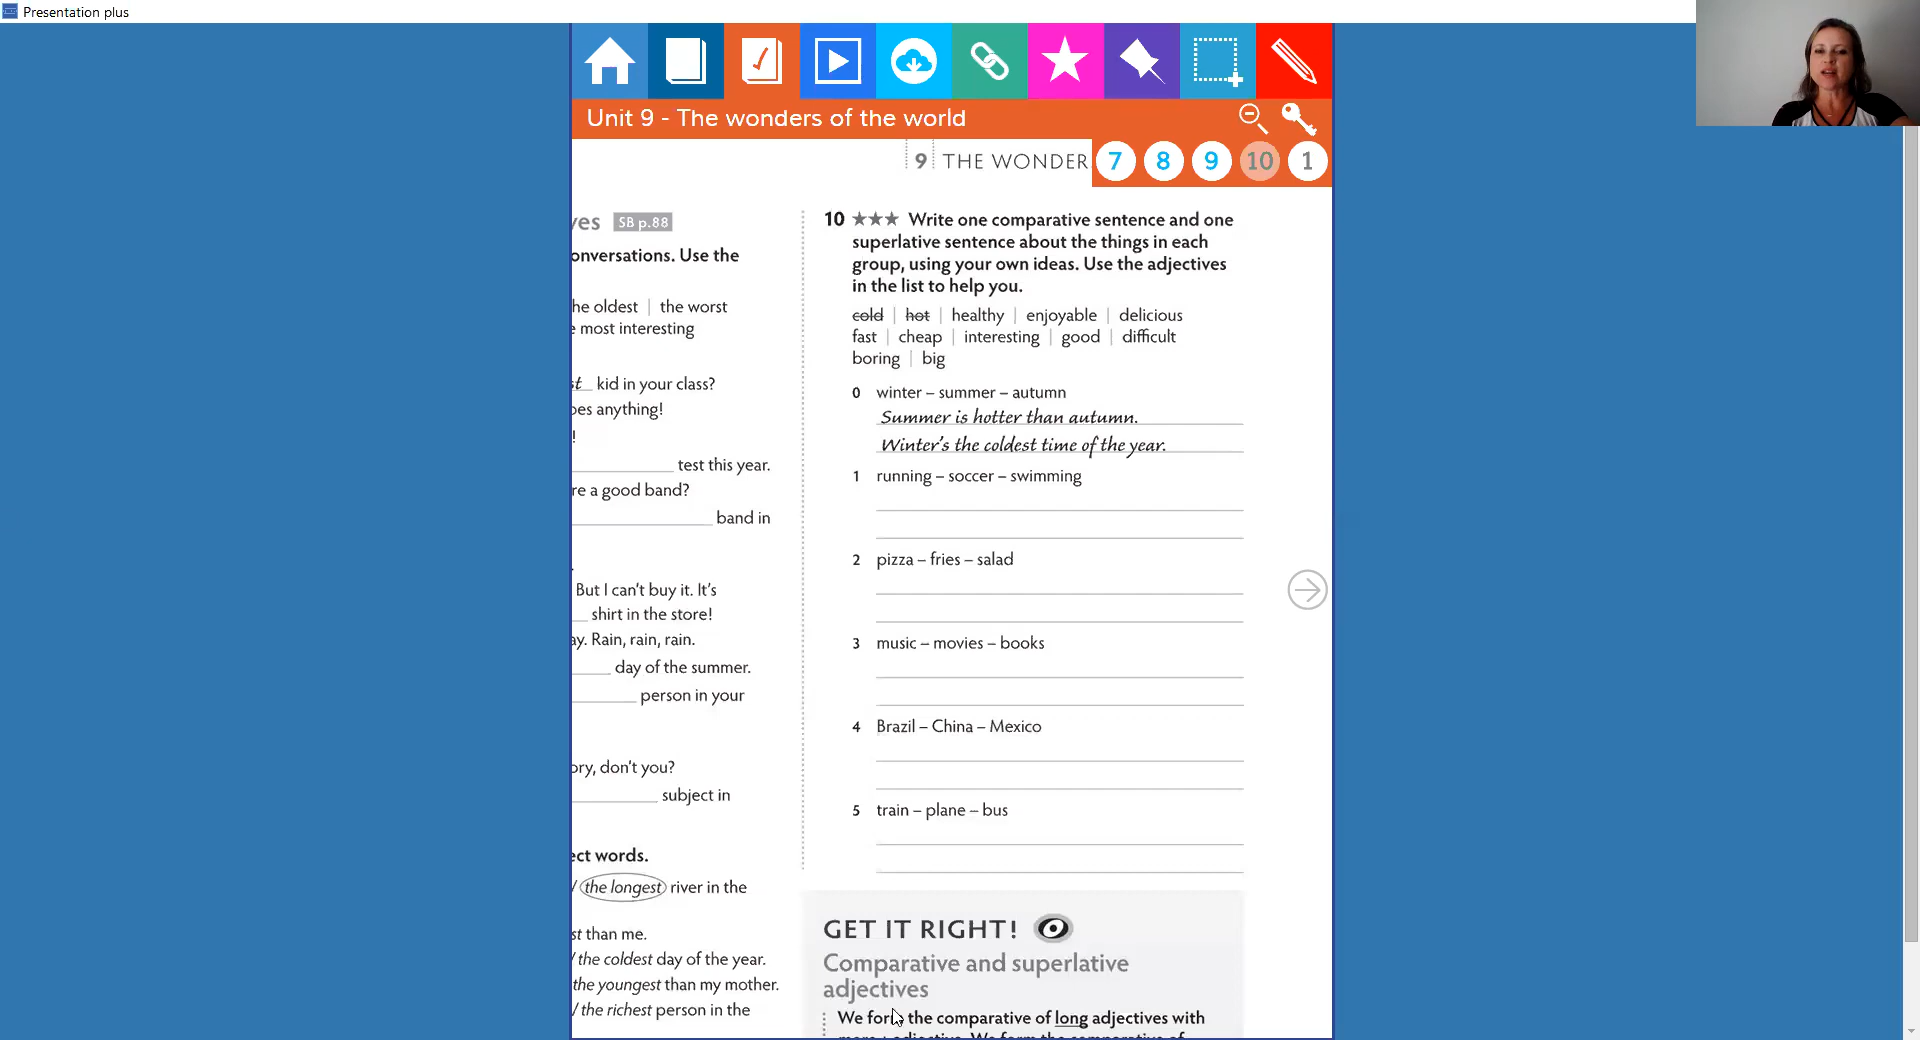 Presentation plus
Unit 9 - The wonders of the world
9 THE WONDER 7 8 9 10 1
ves SB p.88
onversations. Use the
he oldest | the worst
e most interesting
st kid in your class?
oes anything!
!
test this year.
re a good band?
band in
.
But I can't buy it. It's
shirt in the store!
ay. Rain, rain, rain.
day of the summer.
person in your
ory, don't you?
subject in
ect words.
/ the longest river in the
st than me.
/ the coldest day of the year.
the youngest than my mother.
/ the richest person in the
10 ★★★ Write one comparative sentence and one
superlative sentence about the things in each
group, using your own ideas. Use the adjectives
in the list to help you.
cold | hot | healthy | enjoyable | delicious
fast | cheap | interesting | good | difficult
boring | big
0 winter – summer – autumn
Summer is hotter than autumn.
Winter's the coldest time of the year.
1 running – soccer – swimming
2 pizza – fries – salad
3 music – movies – books
4 Brazil – China – Mexico
5 train – plane – bus
GET IT RIGHT!
Comparative and superlative
adjectives
We form the comparative of long adjectives with